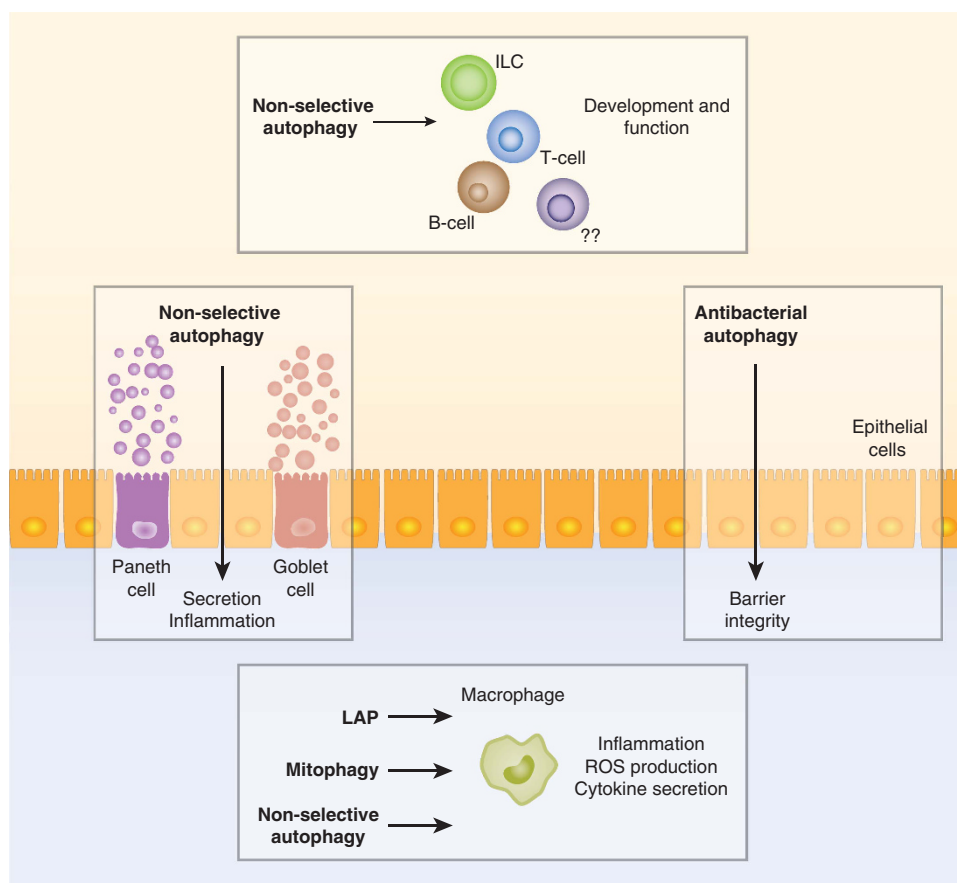 ILC
Non-selective
autophagy
Development and
function
T-cell
B-cell
??
Non-selective
autophagy
Paneth
cell
Goblet
cell
Secretion
Inflammation
Antibacterial
autophagy
Epithelial
cells
Barrier
integrity
Macrophage
LAP
Mitophagy
Non-selective
autophagy
Inflammation
ROS production
Cytokine secretion